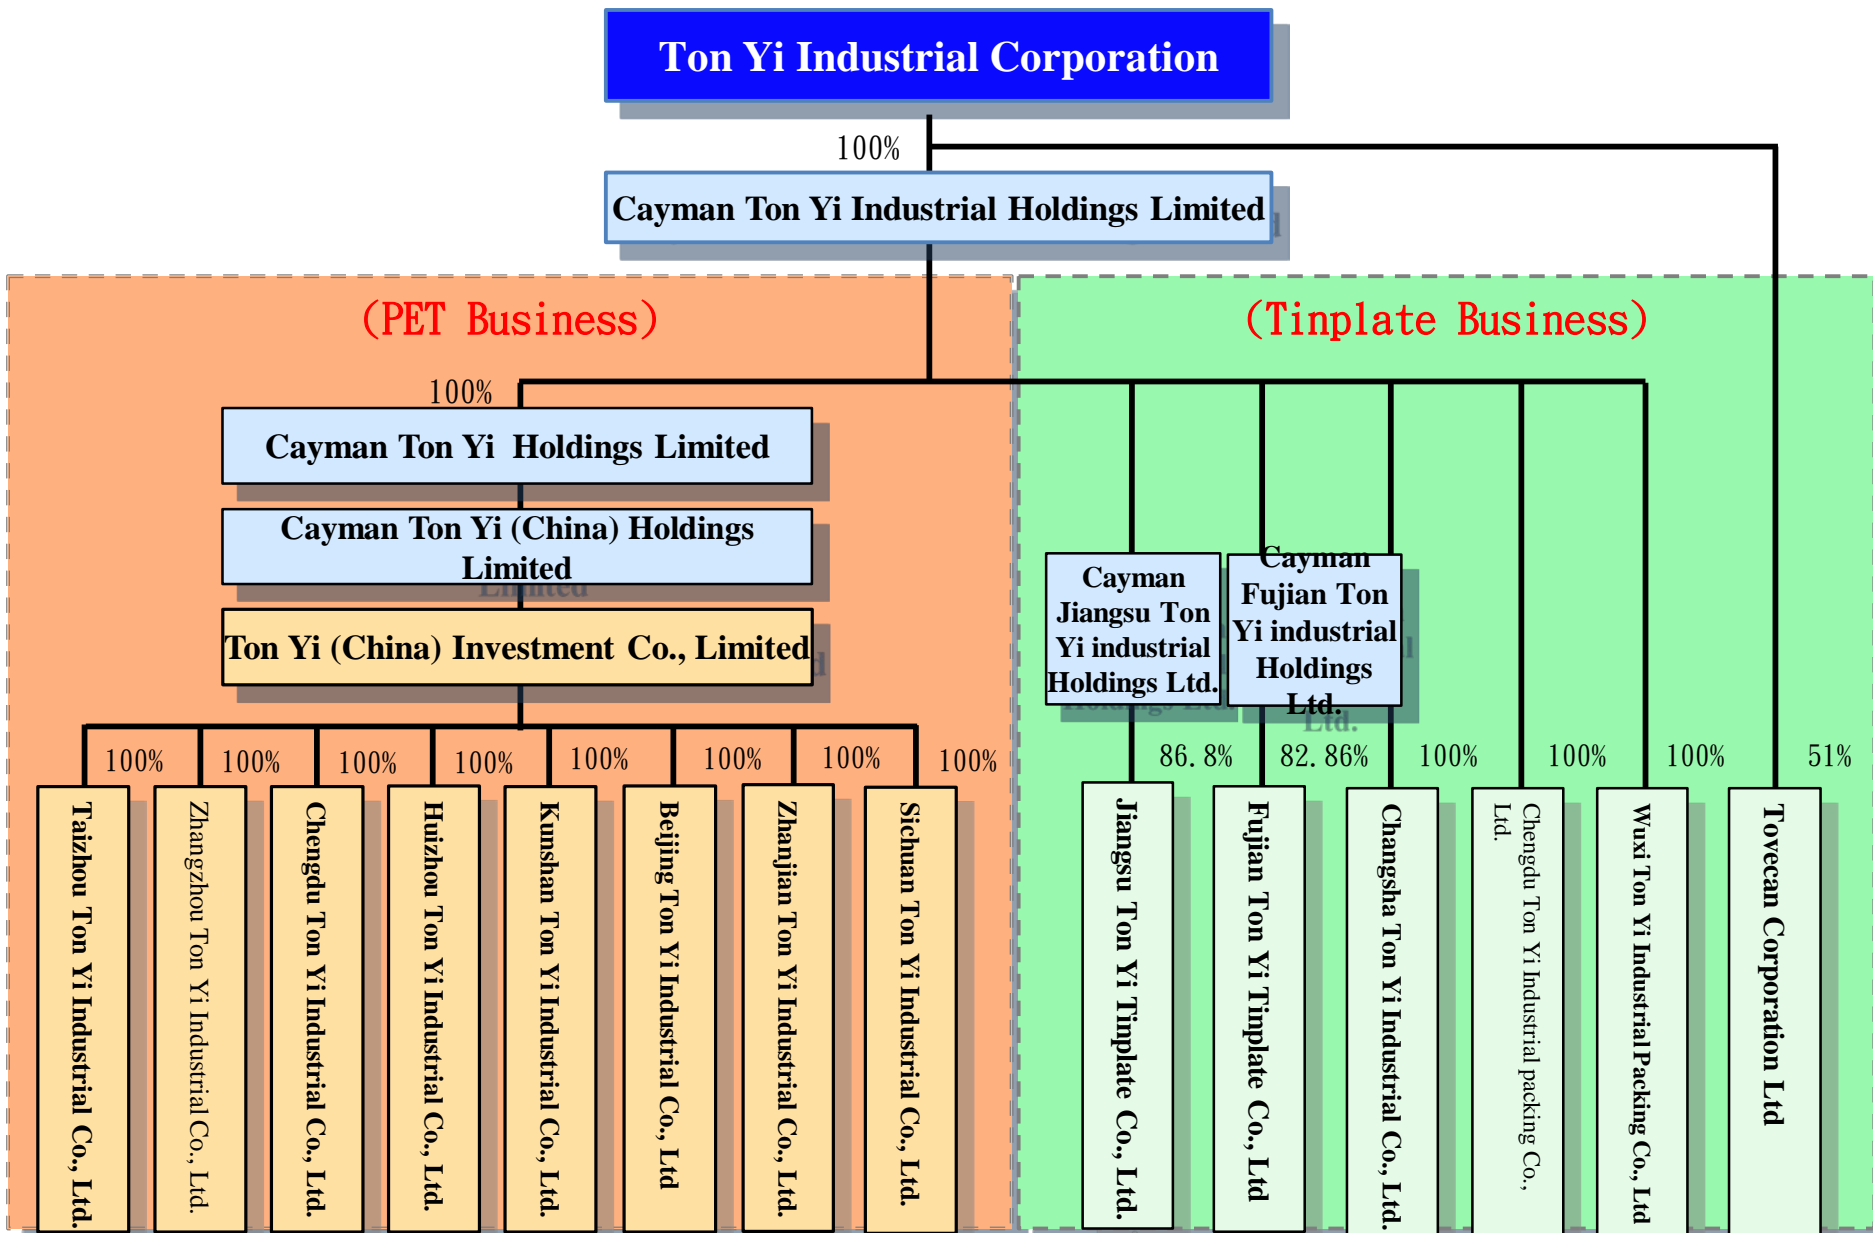 Ton Yi Industrial Corporation
100%
Cayman Ton Yi Industrial Holdings Limited
(PET Business)
100%
Cayman Ton Yi Holdings Limited
Cayman Ton Yi (China) Holdings
Limited
Ton Yi (China) Investment Co., Limited
100%
100%
100%
100%
100%
100%
100%
100%
Taizhou Ton Yi Industrial Co., Ltd.
Zhangzhou Ton Yi Industrial Co., Ltd.
Chengdu Ton Yi Industrial Co., Ltd.
Huizhou Ton Yi Industrial Co., Ltd.
Kunshan Ton Yi Industrial Co., Ltd.
Beijing Ton Yi Industrial Co., Ltd
Zhanjian Ton Yi Industrial Co., Ltd.
Sichuan Ton Yi Industrial Co., Ltd.
(Tinplate Business)
Cayman
Jiangsu Ton
Yi industrial
Holdings Ltd.
Cayman
Fujian Ton
Yi industrial
Holdings
Ltd.
86.8%
82.86%
100%
100%
100%
51%
Jiangsu Ton Yi Tinplate Co., Ltd.
Fujian Ton Yi Tinplate Co., Ltd
Changsha Ton Yi Industrial Co., Ltd.
Chengdu Ton Yi Industrial packing Co.,
Ltd.
Wuxi Ton Yi Industrial Packing Co., Ltd
Tovecan Corporation Ltd